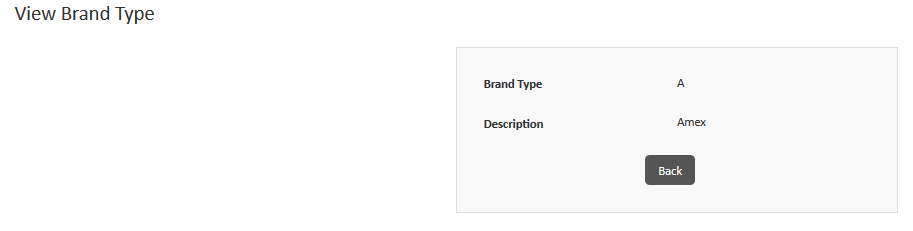 View Brand Type
Brand Type A
Description Amex
Back